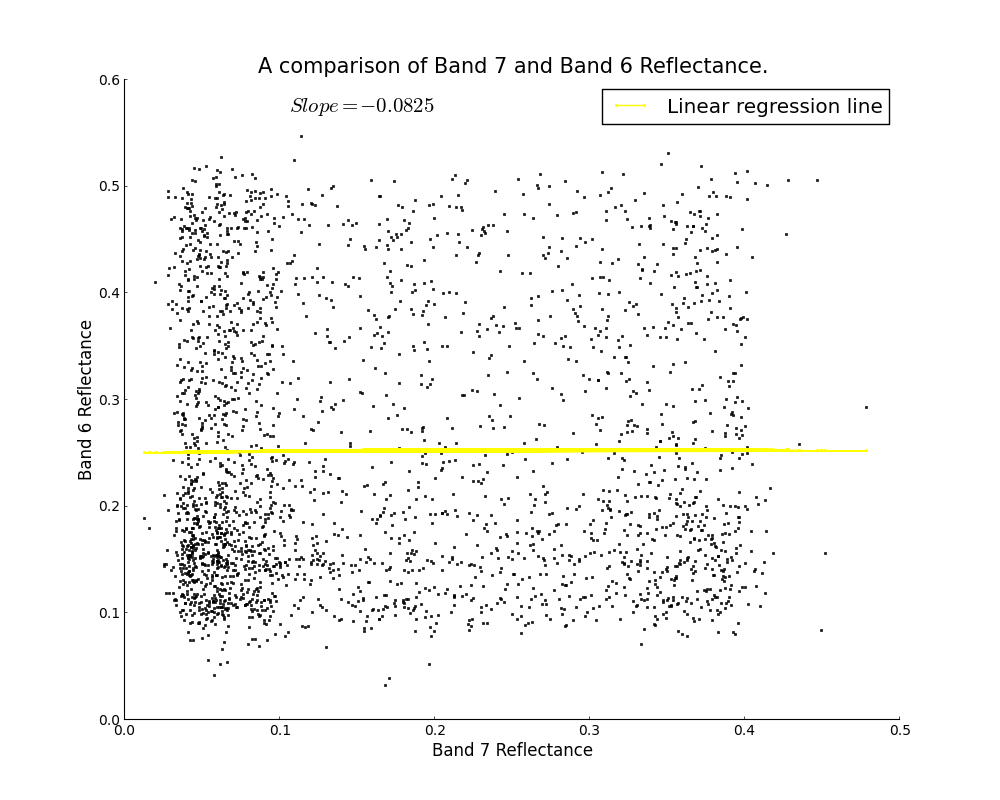 A comparison of Band 7 and Band 6 Reflectance.
Slope=−0.0825
Linear regression line
0.6
0.5
0.4
0.3
0.2
0.1
0.0
Band 6 Reflectance
0.0 0.1 0.2 0.3 0.4 0.5
Band 7 Reflectance